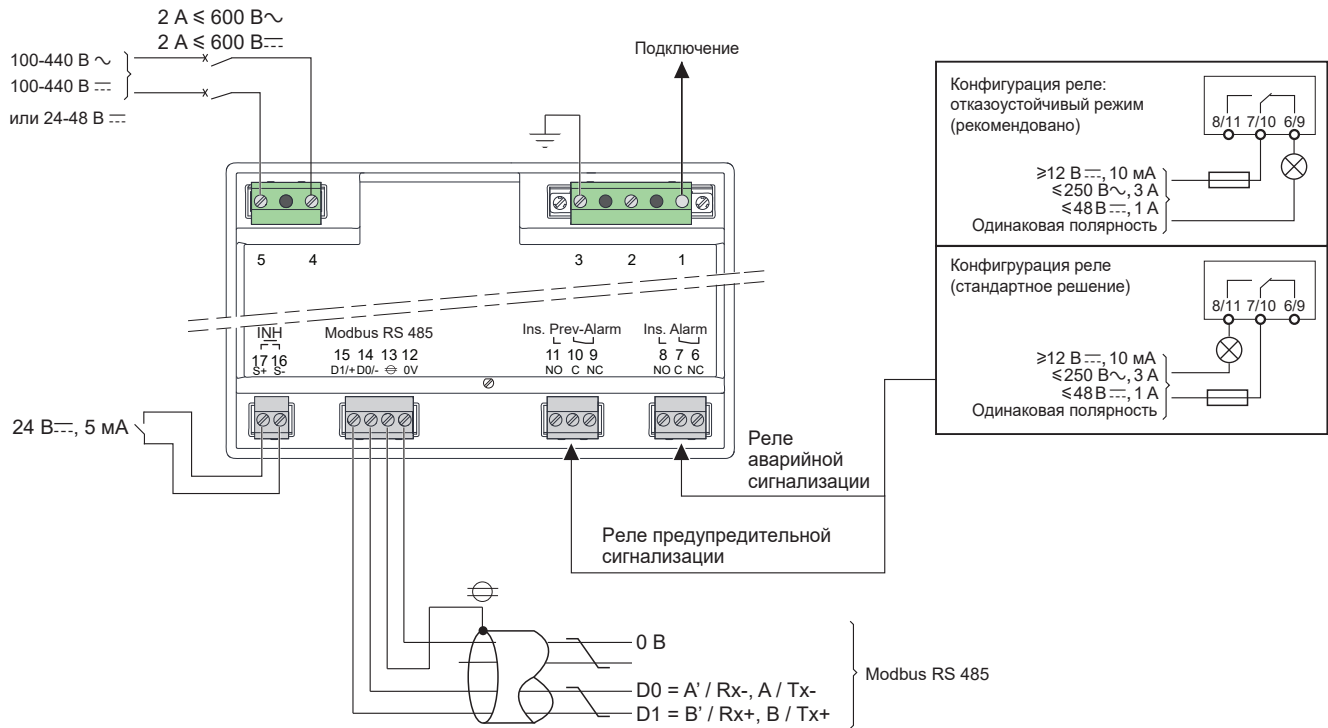 2 A ≤ 600 В∼
2 A ≤ 600 В⎓
100-440 В ∼
100-440 В ⎓
или 24-48 В ⎓
Подключение
5 4
3 2 1
INH
17 16
S+ S-
Modbus RS 485
15 14 13 12
D1/+ D0/- 0V
Ins. Prev-Alarm
11 10 9
NO C NC
Ins. Alarm
8 7 6
NO C NC
24 В⎓, 5 мА
Реле
аварийной
сигнализации
Реле предупредительной
сигнализации
0 В
D0 = A’ / Rx-, A / Tx-
D1 = B’ / Rx+, B / Tx+
Modbus RS 485
Конфигурация реле:
отказоустойчивый режим
(рекомендовано)
8/11 7/10 6/9
≥12 В⎓, 10 мА
≤250 В∼, 3 А
≤48 В⎓, 1 А
Одинаковая полярность
Конфигрурация реле
(стандартное решение)
8/11 7/10 6/9
≥12 В⎓, 10 мА
≤250 В∼, 3 А
≤48 В⎓, 1 А
Одинаковая полярность